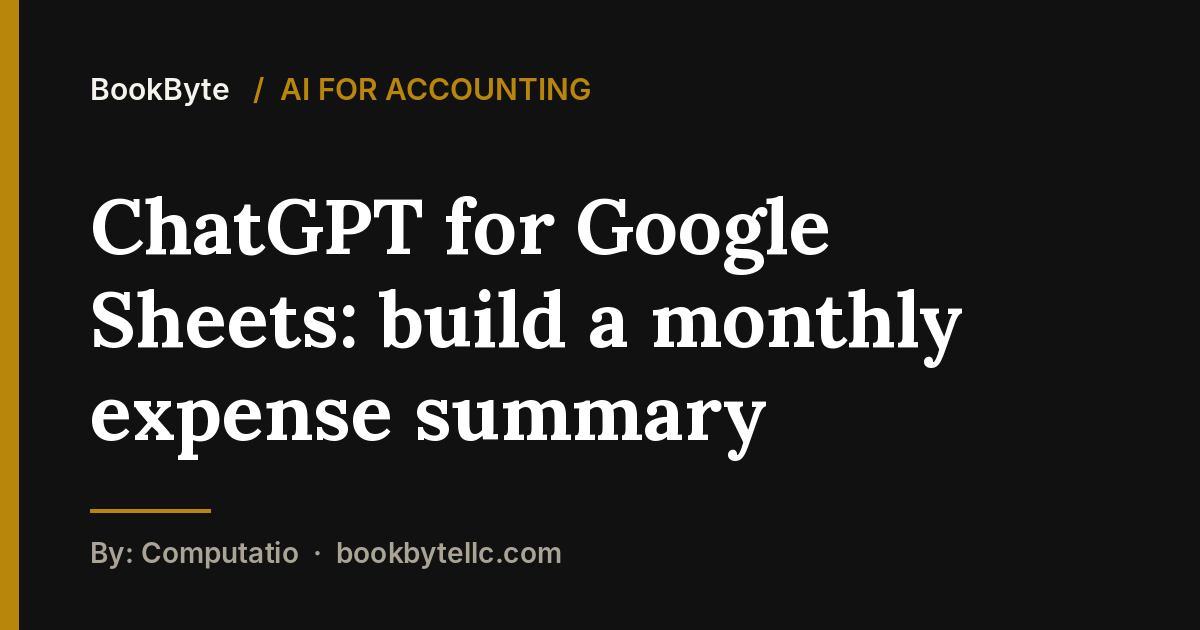 BookByte / AI FOR ACCOUNTING
ChatGPT for Google
Sheets: build a monthly
expense summary
By: Computatio · bookbytellc.com